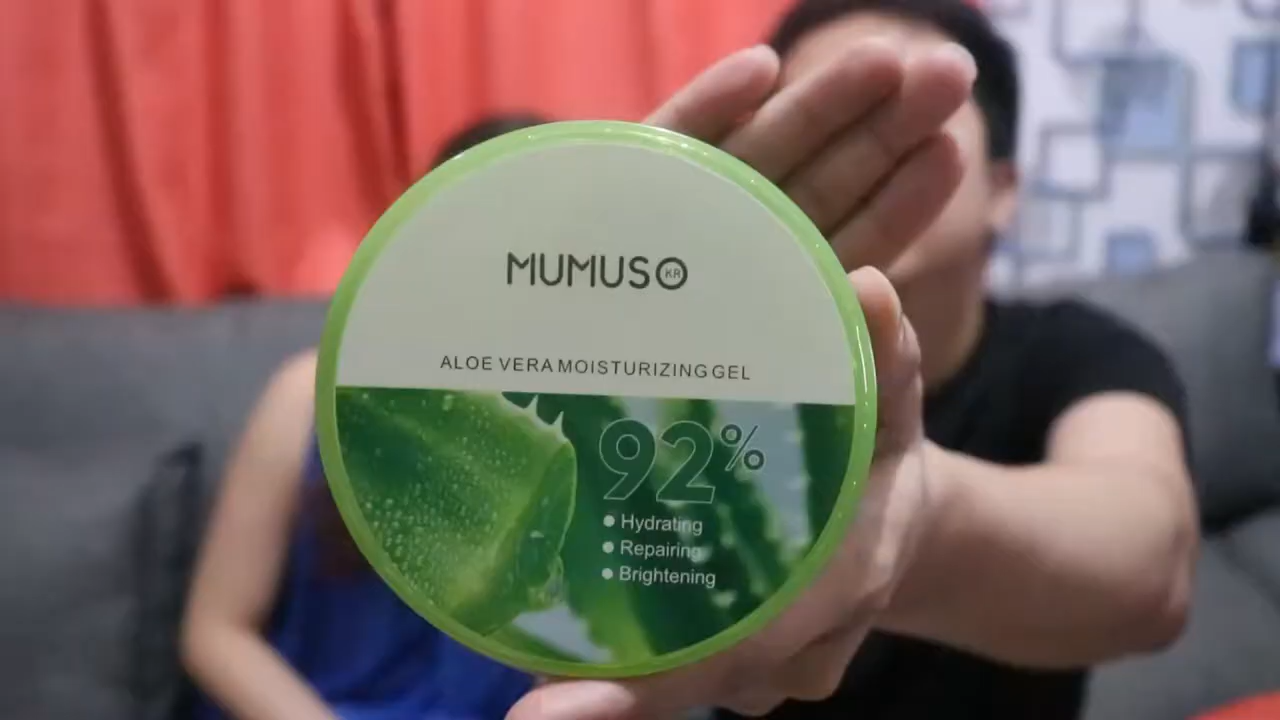 MUMUSO KR
ALOE VERA MOISTURIZING GEL
92%
● Hydrating
● Repairing
● Brightening